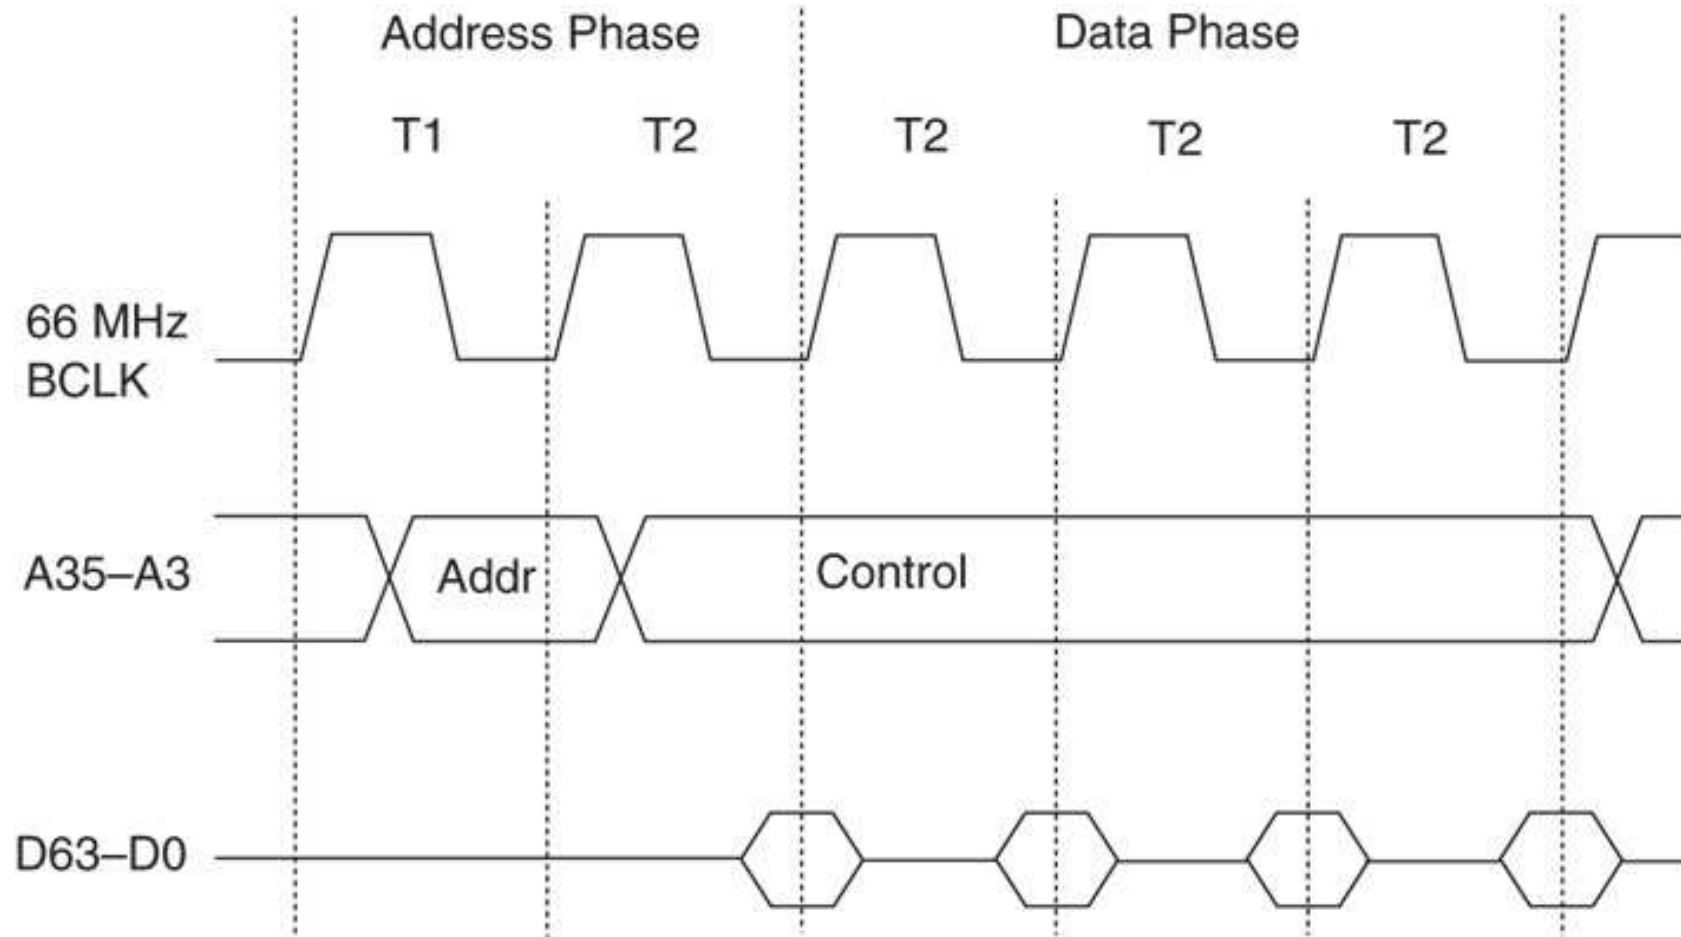 Address Phase
Data Phase
T1
T2
T2
T2
T2
66 MHz
BCLK
A35–A3
Addr
Control
D63–D0